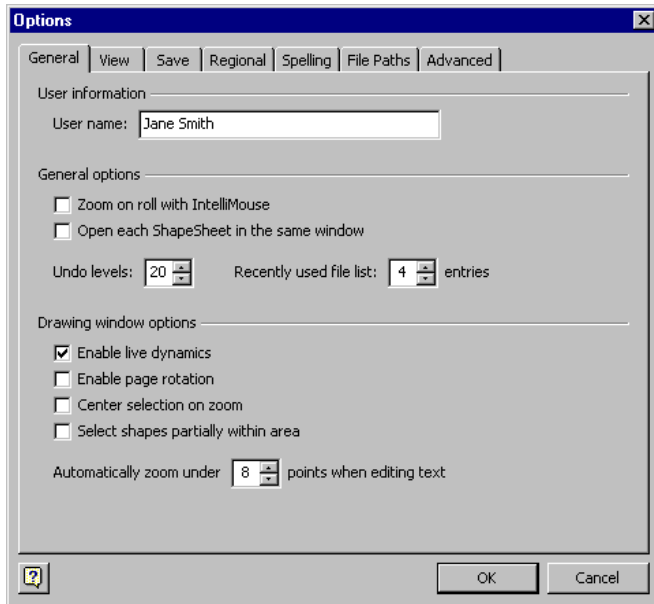 Options
General View Save Regional Spelling File Paths Advanced
User information
User name: Jane Smith
General options
Zoom on roll with IntelliMouse
Open each ShapeSheet in the same window
Undo levels: 20 Recently used file list: 4 entries
Drawing window options
Enable live dynamics
Enable page rotation
Center selection on zoom
Select shapes partially within area
Automatically zoom under 8 points when editing text
? OK Cancel